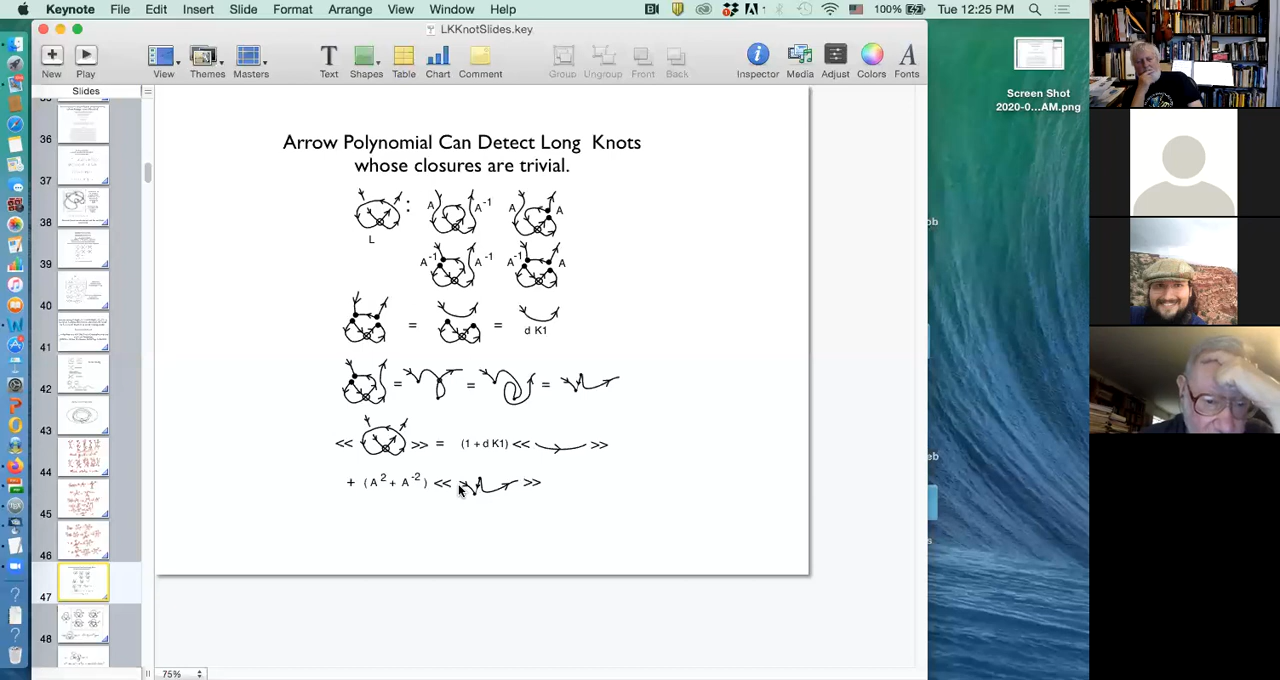 Keynote File Edit Insert Slide Format Arrange View Window Help 100% Tue 12:25 PM
LKKnotSlides.key
New Play View Themes Masters Text Shapes Table Chart Comment Group Ungroup Front Back Inspector Media Adjust Colors Fonts
Slides
36
37
38
39
40
41
42
43
44
45
46
47
48
Arrow Polynomial Can Detect Long Knots
whose closures are trivial.
L
: A A-1 A
A-1 A-1 A-1 A
= = d K1
= = =
<< >> = (1 + d K1) << >>
+ (A2 + A-2) << >>
75%
Screen Shot
2020-0...AM.png